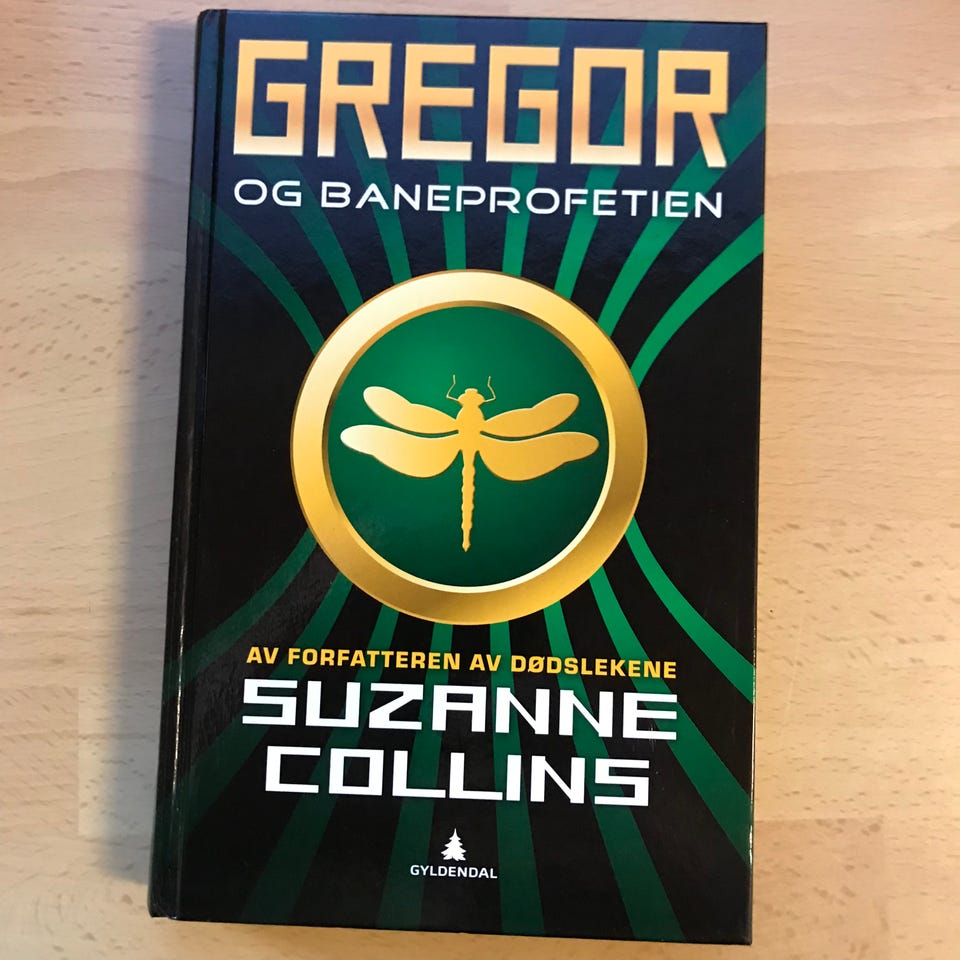 GREGOR
OG BANEPROFETIEN
AV FORFATTEREN AV DØDSLEKENE
SUZANNE
COLLINS
GYLDENDAL